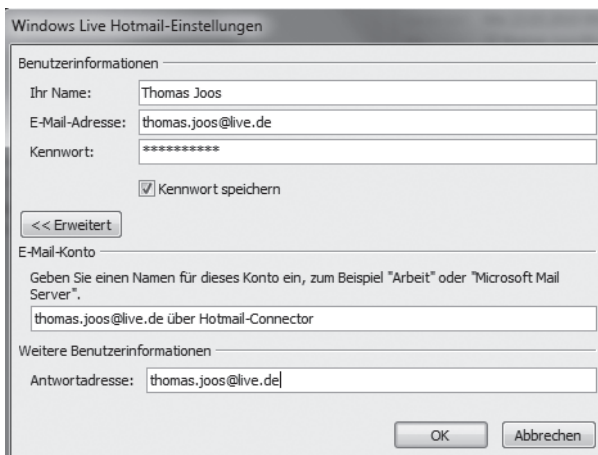 Windows Live Hotmail-Einstellungen
Benutzerinformationen
Ihr Name: Thomas Joos
E-Mail-Adresse: thomas.joos@live.de
Kennwort: **********
Kennwort speichern
<< Erweitert
E-Mail-Konto
Geben Sie einen Namen für dieses Konto ein, zum Beispiel "Arbeit" oder "Microsoft Mail
Server".
thomas.joos@live.de über Hotmail-Connector
Weitere Benutzerinformationen
Antwortadresse: thomas.joos@live.de
OK Abbrechen